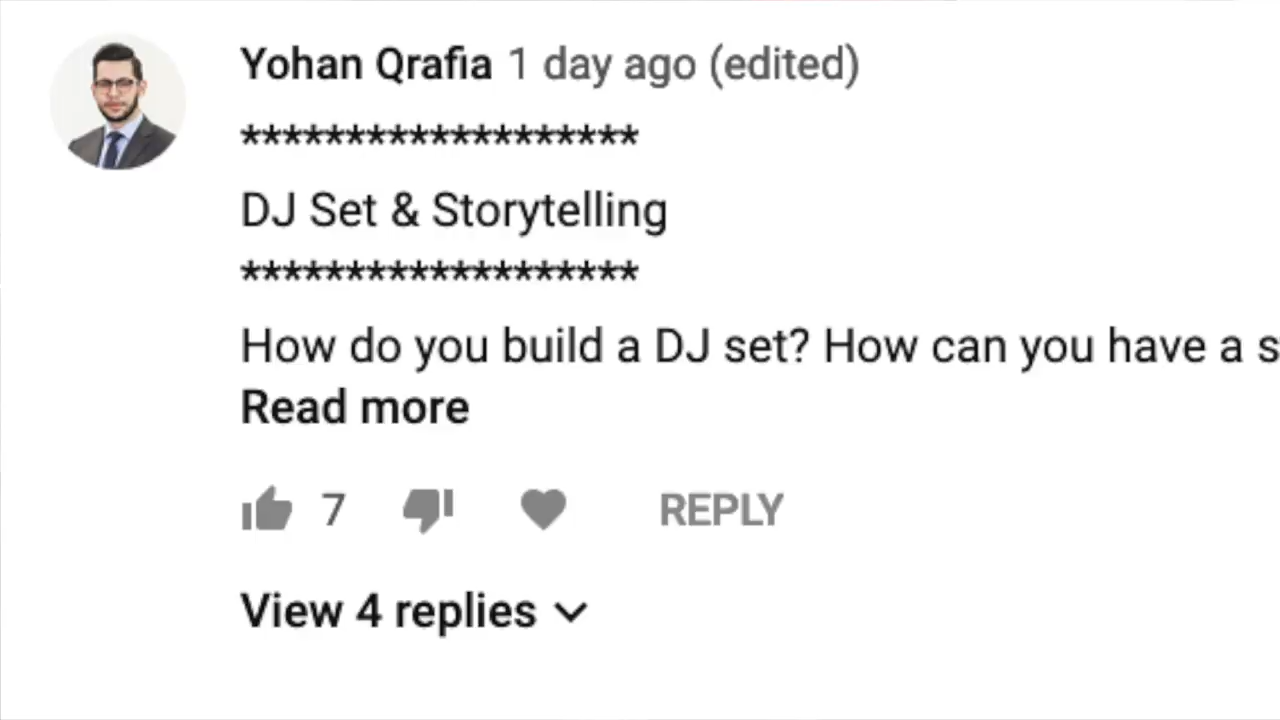 Yohan Qrafia 1 day ago (edited)
*******************
DJ Set & Storytelling
*******************
How do you build a DJ set? How can you have a s
Read more
7 REPLY
View 4 replies